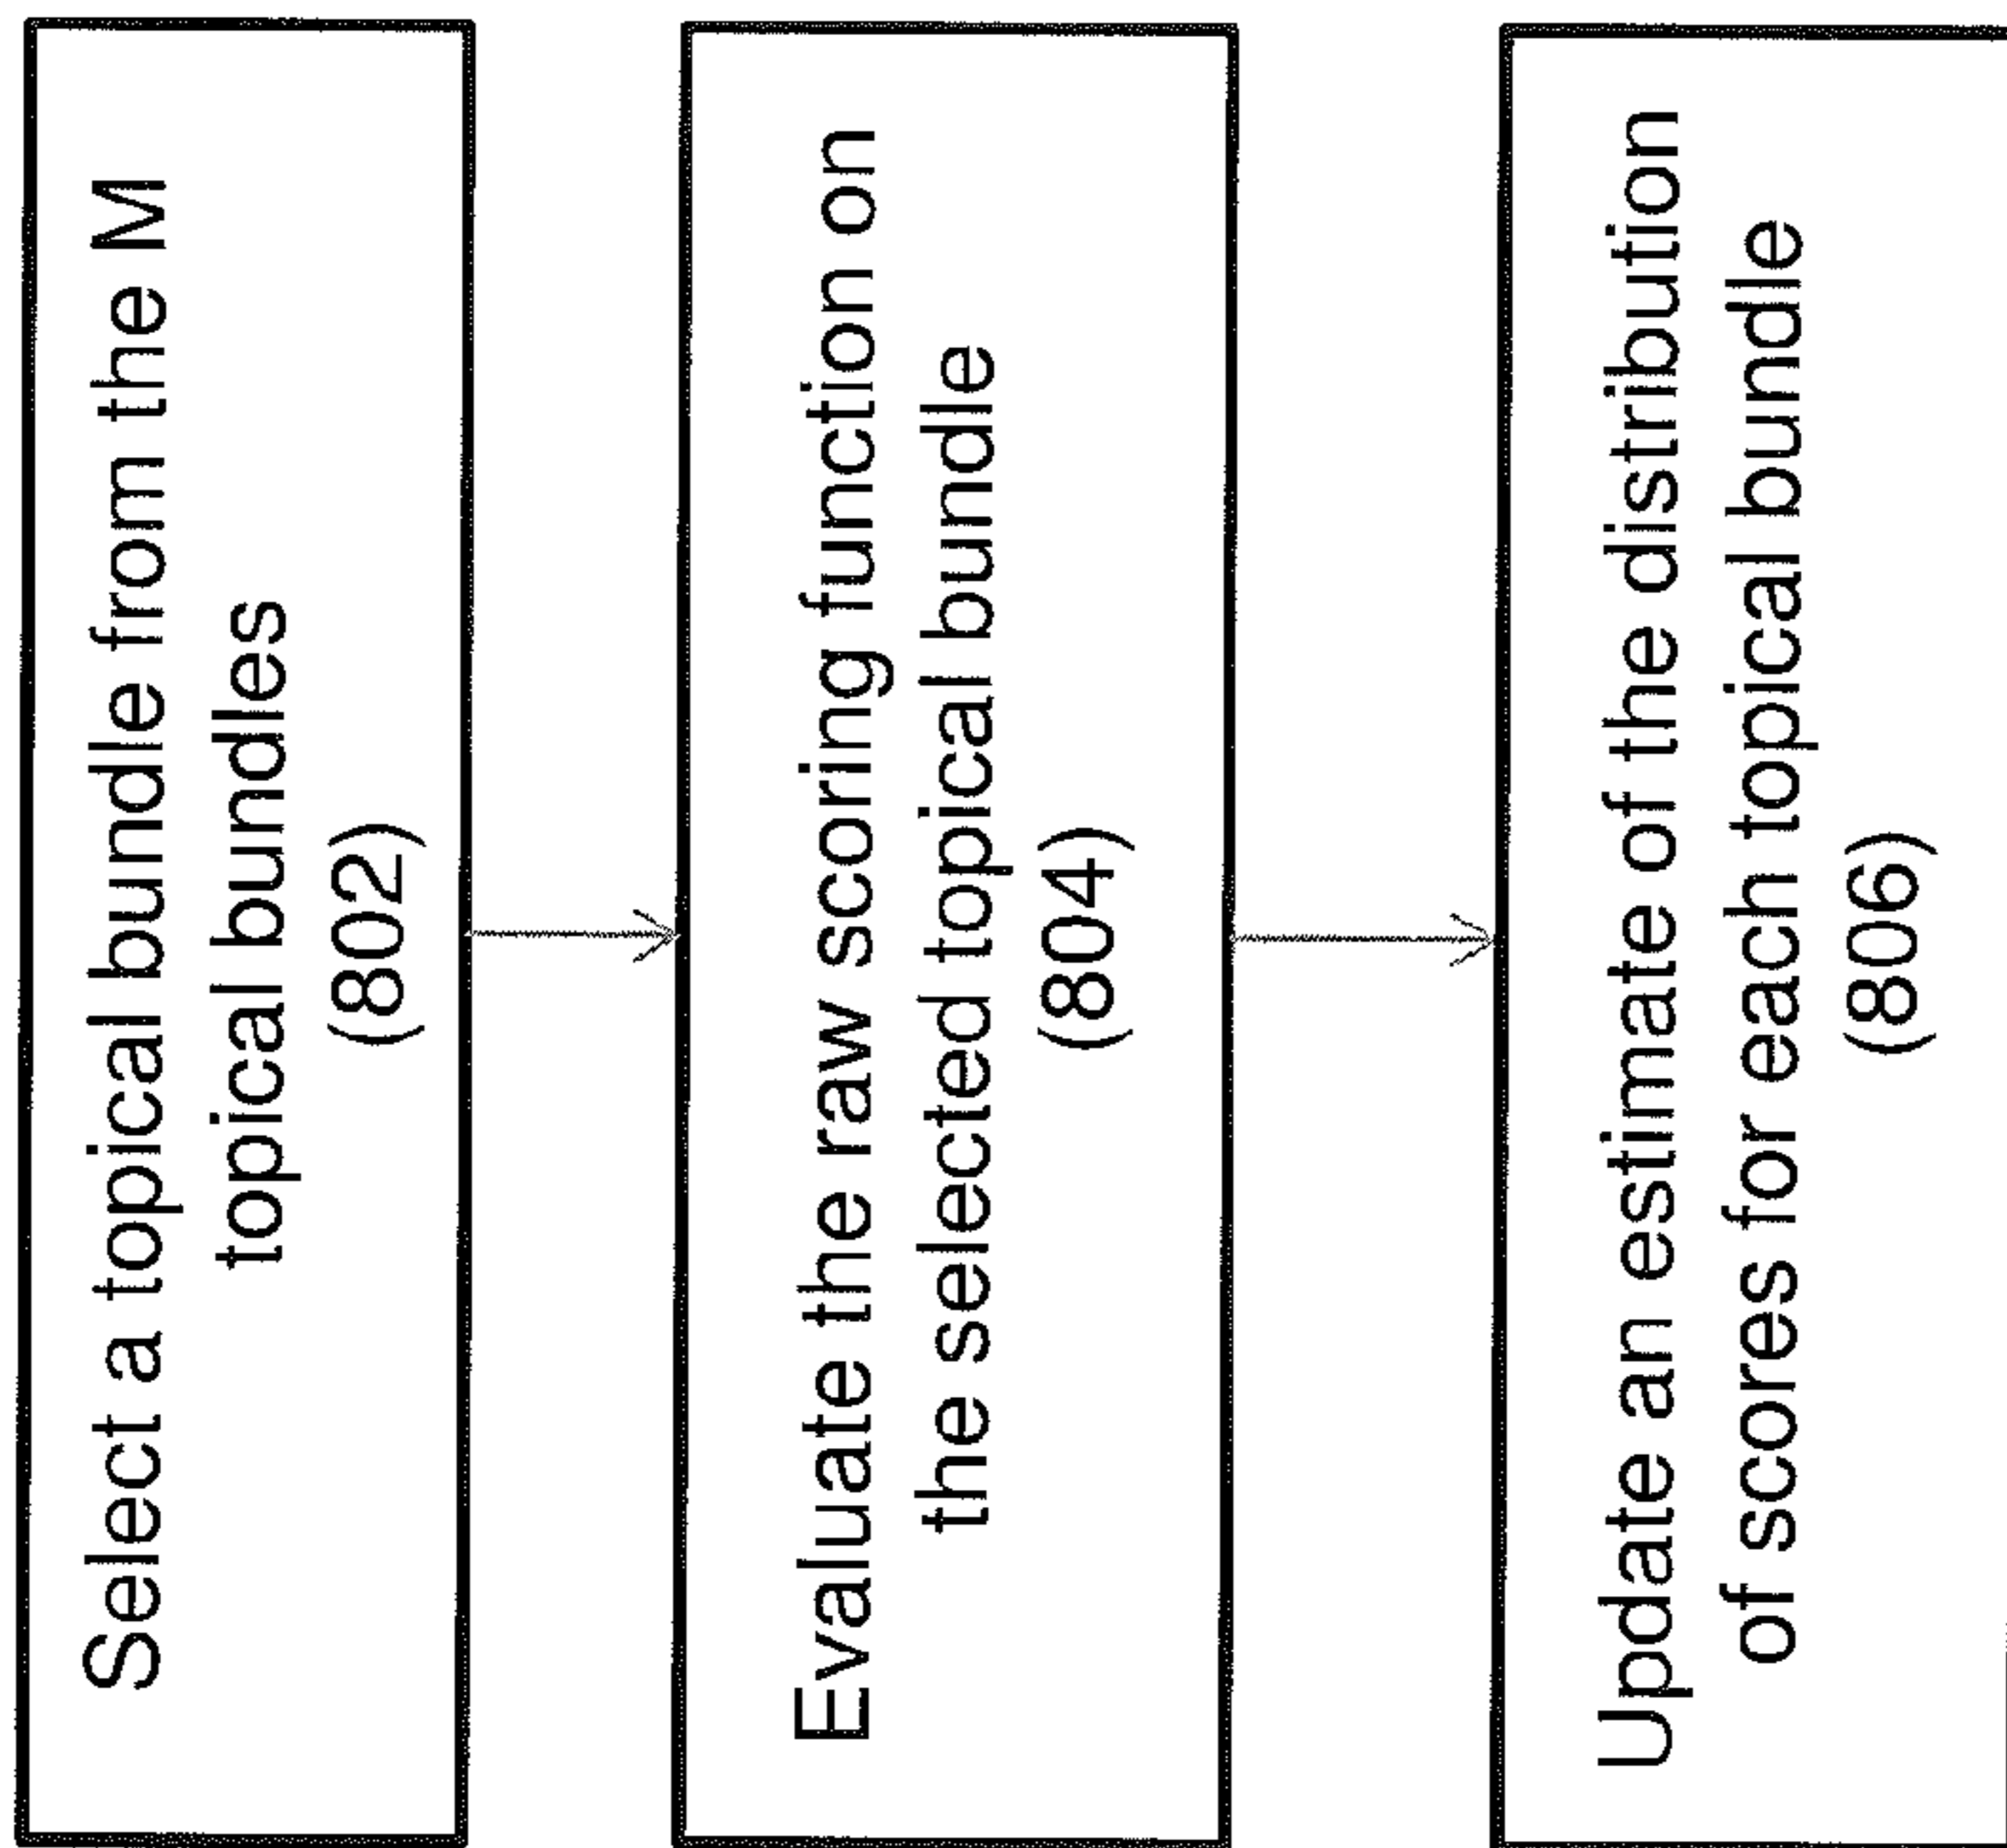 Select a topical bundle from the M
topical bundles
(802)
Evaluate the raw scoring function on
the selected topical bundle
(804)
Update an estimate of the distribution
of scores for each topical bundle
(806)